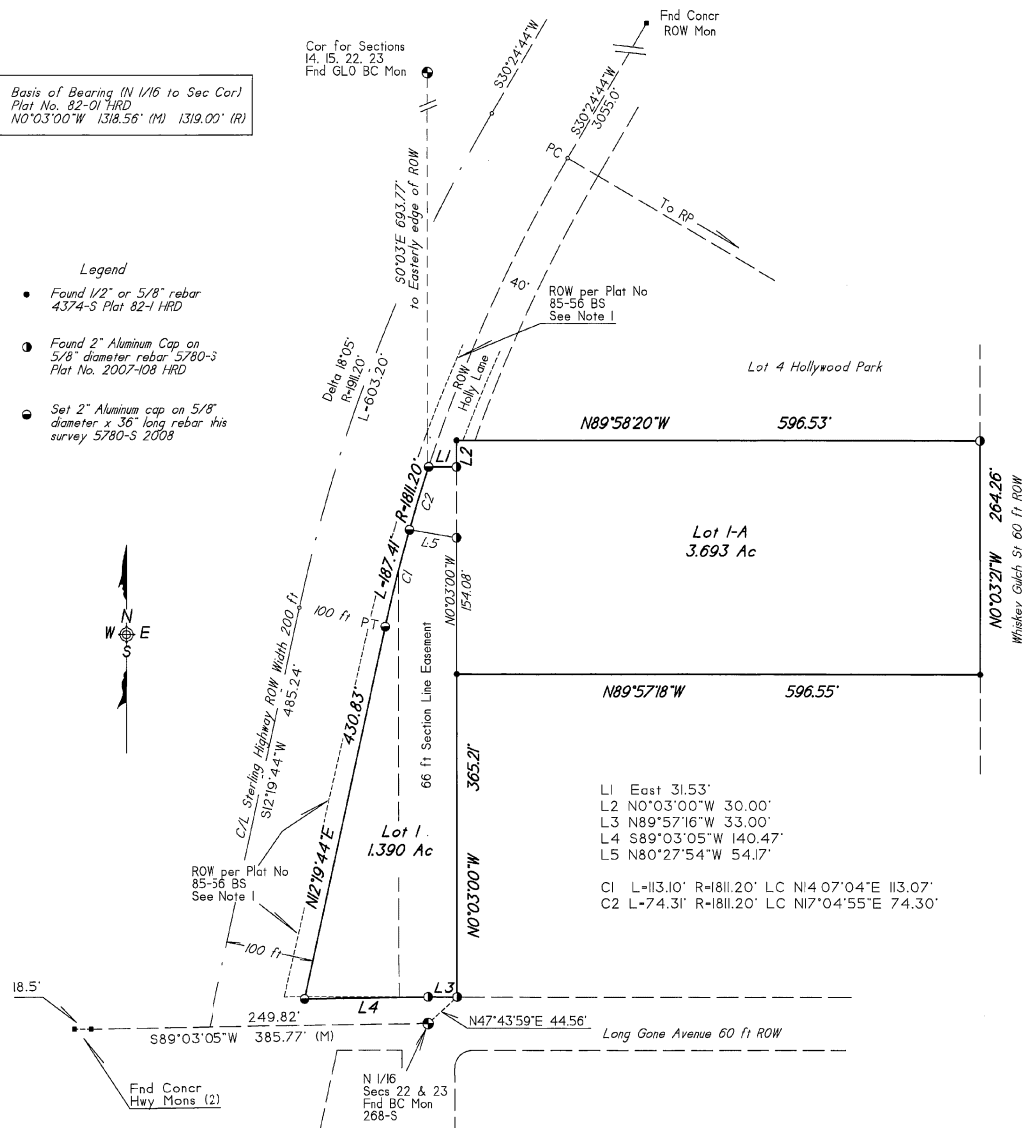 Fnd Concr
ROW Mon
Cor for Sections
14, 15, 22, 23
Fnd GLO BC Mon
S30°24'44"W
S30°24'44"W
3055.0'
Basis of Bearing (N 1/16 to Sec Cor)
Plat No. 82-01 HRD
N0°03'00"W 1318.56' (M) 1319.00' (R)
PC
To RP
S0°03'E 693.77'
to Easterly edge of ROW
Legend
Found 1/2" or 5/8" rebar
4374-S Plat 82-1 HRD
Found 2" Aluminum Cap on
5/8" diameter rebar 5780-S
Plat No. 2007-108 HRD
Set 2" Aluminum cap on 5/8"
diameter x 36" long rebar this
survey 5780-S 2008
40'
ROW per Plat No
85-56 BS
See Note 1
Delta 18°05'
R=1911.20'
L=603.20'
ROW
Holly Lane
Lot 4 Hollywood Park
N89°58'20"W 596.53'
L1
L2
R=1811.20'
L=187.41'
C2
L5
C1
N0°03'00"W
154.08'
Lot 1-A
3.693 Ac
N0°03'21"W 264.26'
Whiskey Gulch St 60 ft ROW
N
W E
S
100 ft
PT
66 ft Section Line Easement
N89°57'18"W 596.55'
C/L Sterling Highway ROW Width 200 ft
S12°19'44"W 485.24'
430.83'
N12°19'44"E
365.21'
N0°03'00"W
Lot 1
1.390 Ac
L1 East 31.53'
L2 N0°03'00"W 30.00'
L3 N89°57'16"W 33.00'
L4 S89°03'05"W 140.47'
L5 N80°27'54"W 54.17'
C1 L=113.10' R=1811.20' LC N14 07'04"E 113.07'
C2 L=74.31' R=1811.20' LC N17°04'55"E 74.30'
ROW per Plat No
85-56 BS
See Note 1
100 ft
18.5'
L4
L3
249.82'
S89°03'05"W 385.77' (M)
N47°43'59"E 44.56'
Long Gone Avenue 60 ft ROW
Fnd Concr
Hwy Mons (2)
N 1/16
Secs 22 & 23
Fnd BC Mon
268-S